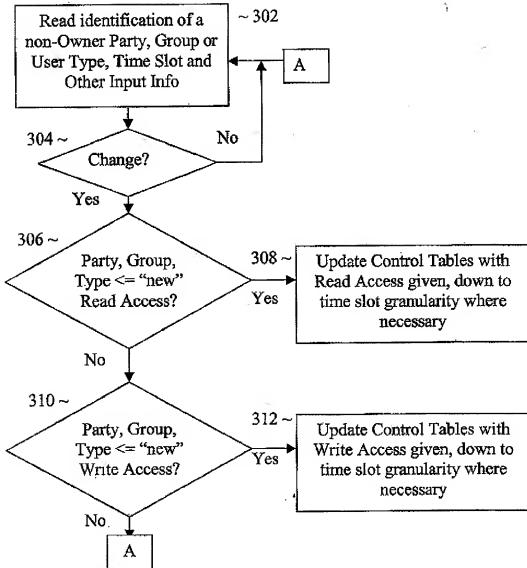 Read identification of a
non-Owner Party, Group or
User Type, Time Slot and
Other Input Info
~ 302
A
304 ~
Change?
No
Yes
306 ~
Party, Group,
Type <= "new"
Read Access?
308 ~
Yes
Update Control Tables with
Read Access given, down to
time slot granularity where
necessary
No
310 ~
Party, Group,
Type <= "new"
Write Access?
312 ~
Yes
Update Control Tables with
Write Access given, down to
time slot granularity where
necessary
No
A